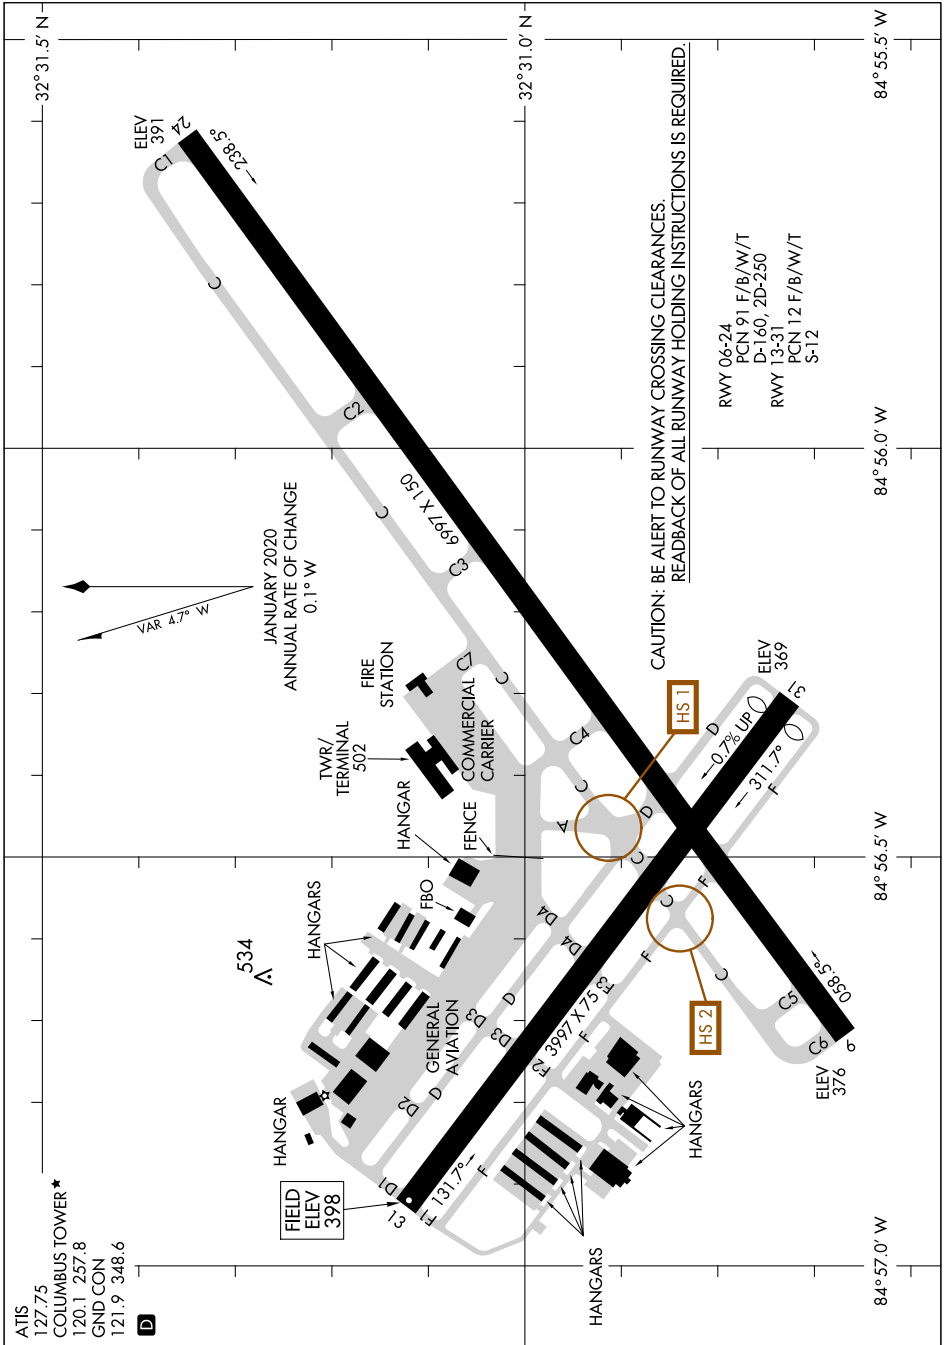 ATIS
127.75
COLUMBUS TOWER★
120.1 257.8
GND CON
121.9 348.6
D
32°31.5' N
32°31.0' N
84°55.5' W
84°56.0' W
84°56.5' W
84°57.0' W
JANUARY 2020
ANNUAL RATE OF CHANGE
0.1° W
VAR 4.7° W
ELEV
391
24
238.5°
C1
C
C2
C
6997 X 150
C3
C7
C
C4
C
FIRE
STATION
TWR/
TERMINAL
502
COMMERCIAL
CARRIER
HANGAR
FENCE
FBO
HANGARS
534
GENERAL
AVIATION
HANGAR
FIELD
ELEV
398
13
D1
F1
131.7°
F
D2
D
D3
D3
D
D4
D4
A
D
C
HS 1
D
0.7% UP
311.7°
F
ELEV
369
31
F2
3997 X 75
F3
F
F
F
C
C
HS 2
C5
C6
058.5°
6
ELEV
376
HANGARS
HANGARS
CAUTION: BE ALERT TO RUNWAY CROSSING CLEARANCES.
READBACK OF ALL RUNWAY HOLDING INSTRUCTIONS IS REQUIRED.
RWY 06-24
PCN 91 F/B/W/T
D-160, 2D-250
RWY 13-31
PCN 12 F/B/W/T
S-12